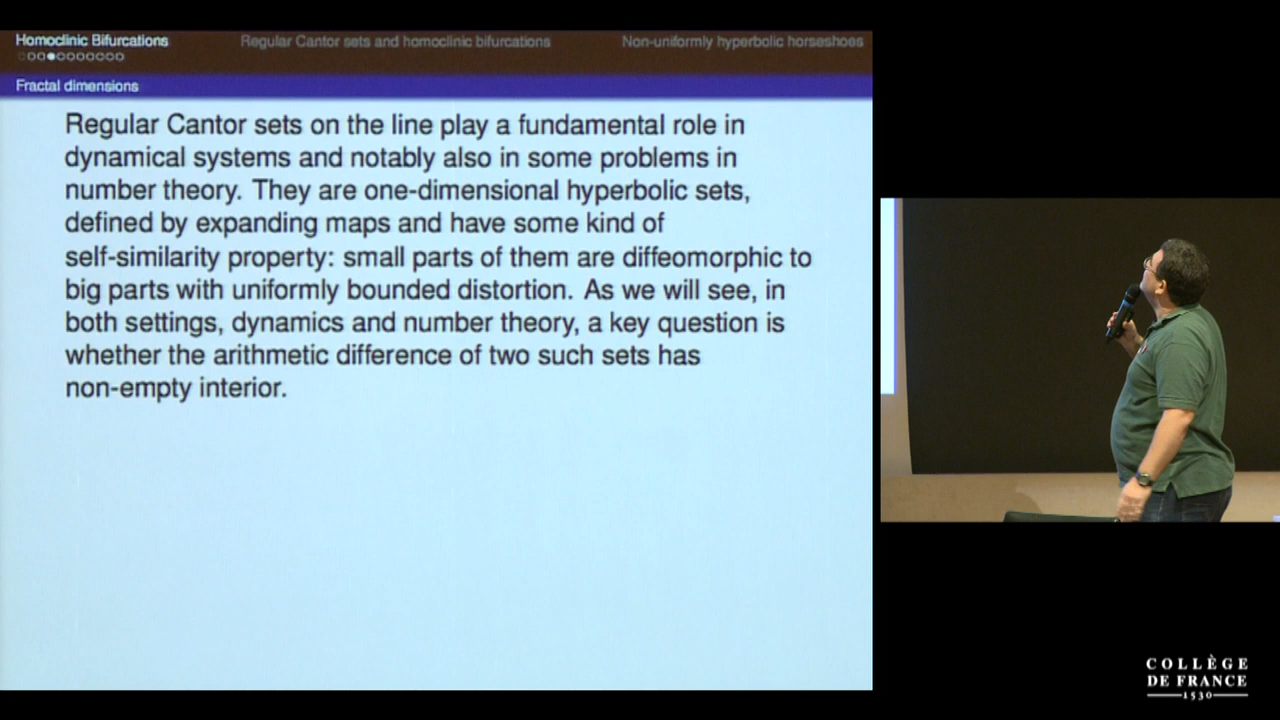 Homoclinic Bifurcations
Regular Cantor sets and homoclinic bifurcations
Non-uniformly hyperbolic horseshoes
Fractal dimensions
Regular Cantor sets on the line play a fundamental role in
dynamical systems and notably also in some problems in
number theory. They are one-dimensional hyperbolic sets,
defined by expanding maps and have some kind of
self-similarity property: small parts of them are diffeomorphic to
big parts with uniformly bounded distortion. As we will see, in
both settings, dynamics and number theory, a key question is
whether the arithmetic difference of two such sets has
non-empty interior.
COLLÈGE
DE FRANCE
1530